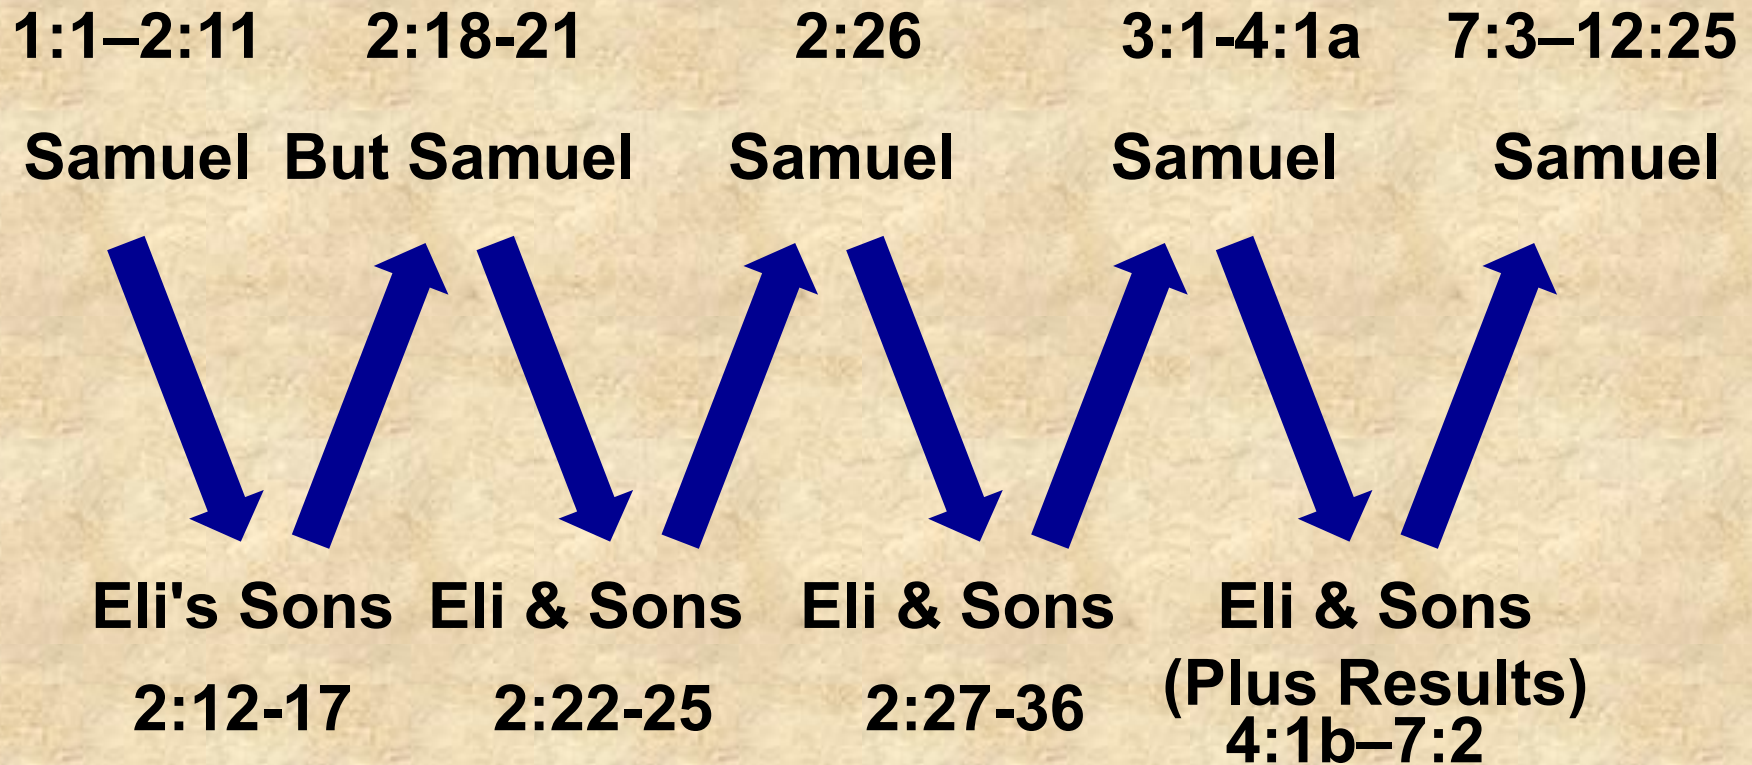 1:1–2:11 2:18-21 2:26 3:1-4:1a 7:3–12:25
Samuel But Samuel Samuel Samuel Samuel
Eli's Sons Eli & Sons Eli & Sons Eli & Sons
(Plus Results)
2:12-17 2:22-25 2:27-36
4:1b–7:2